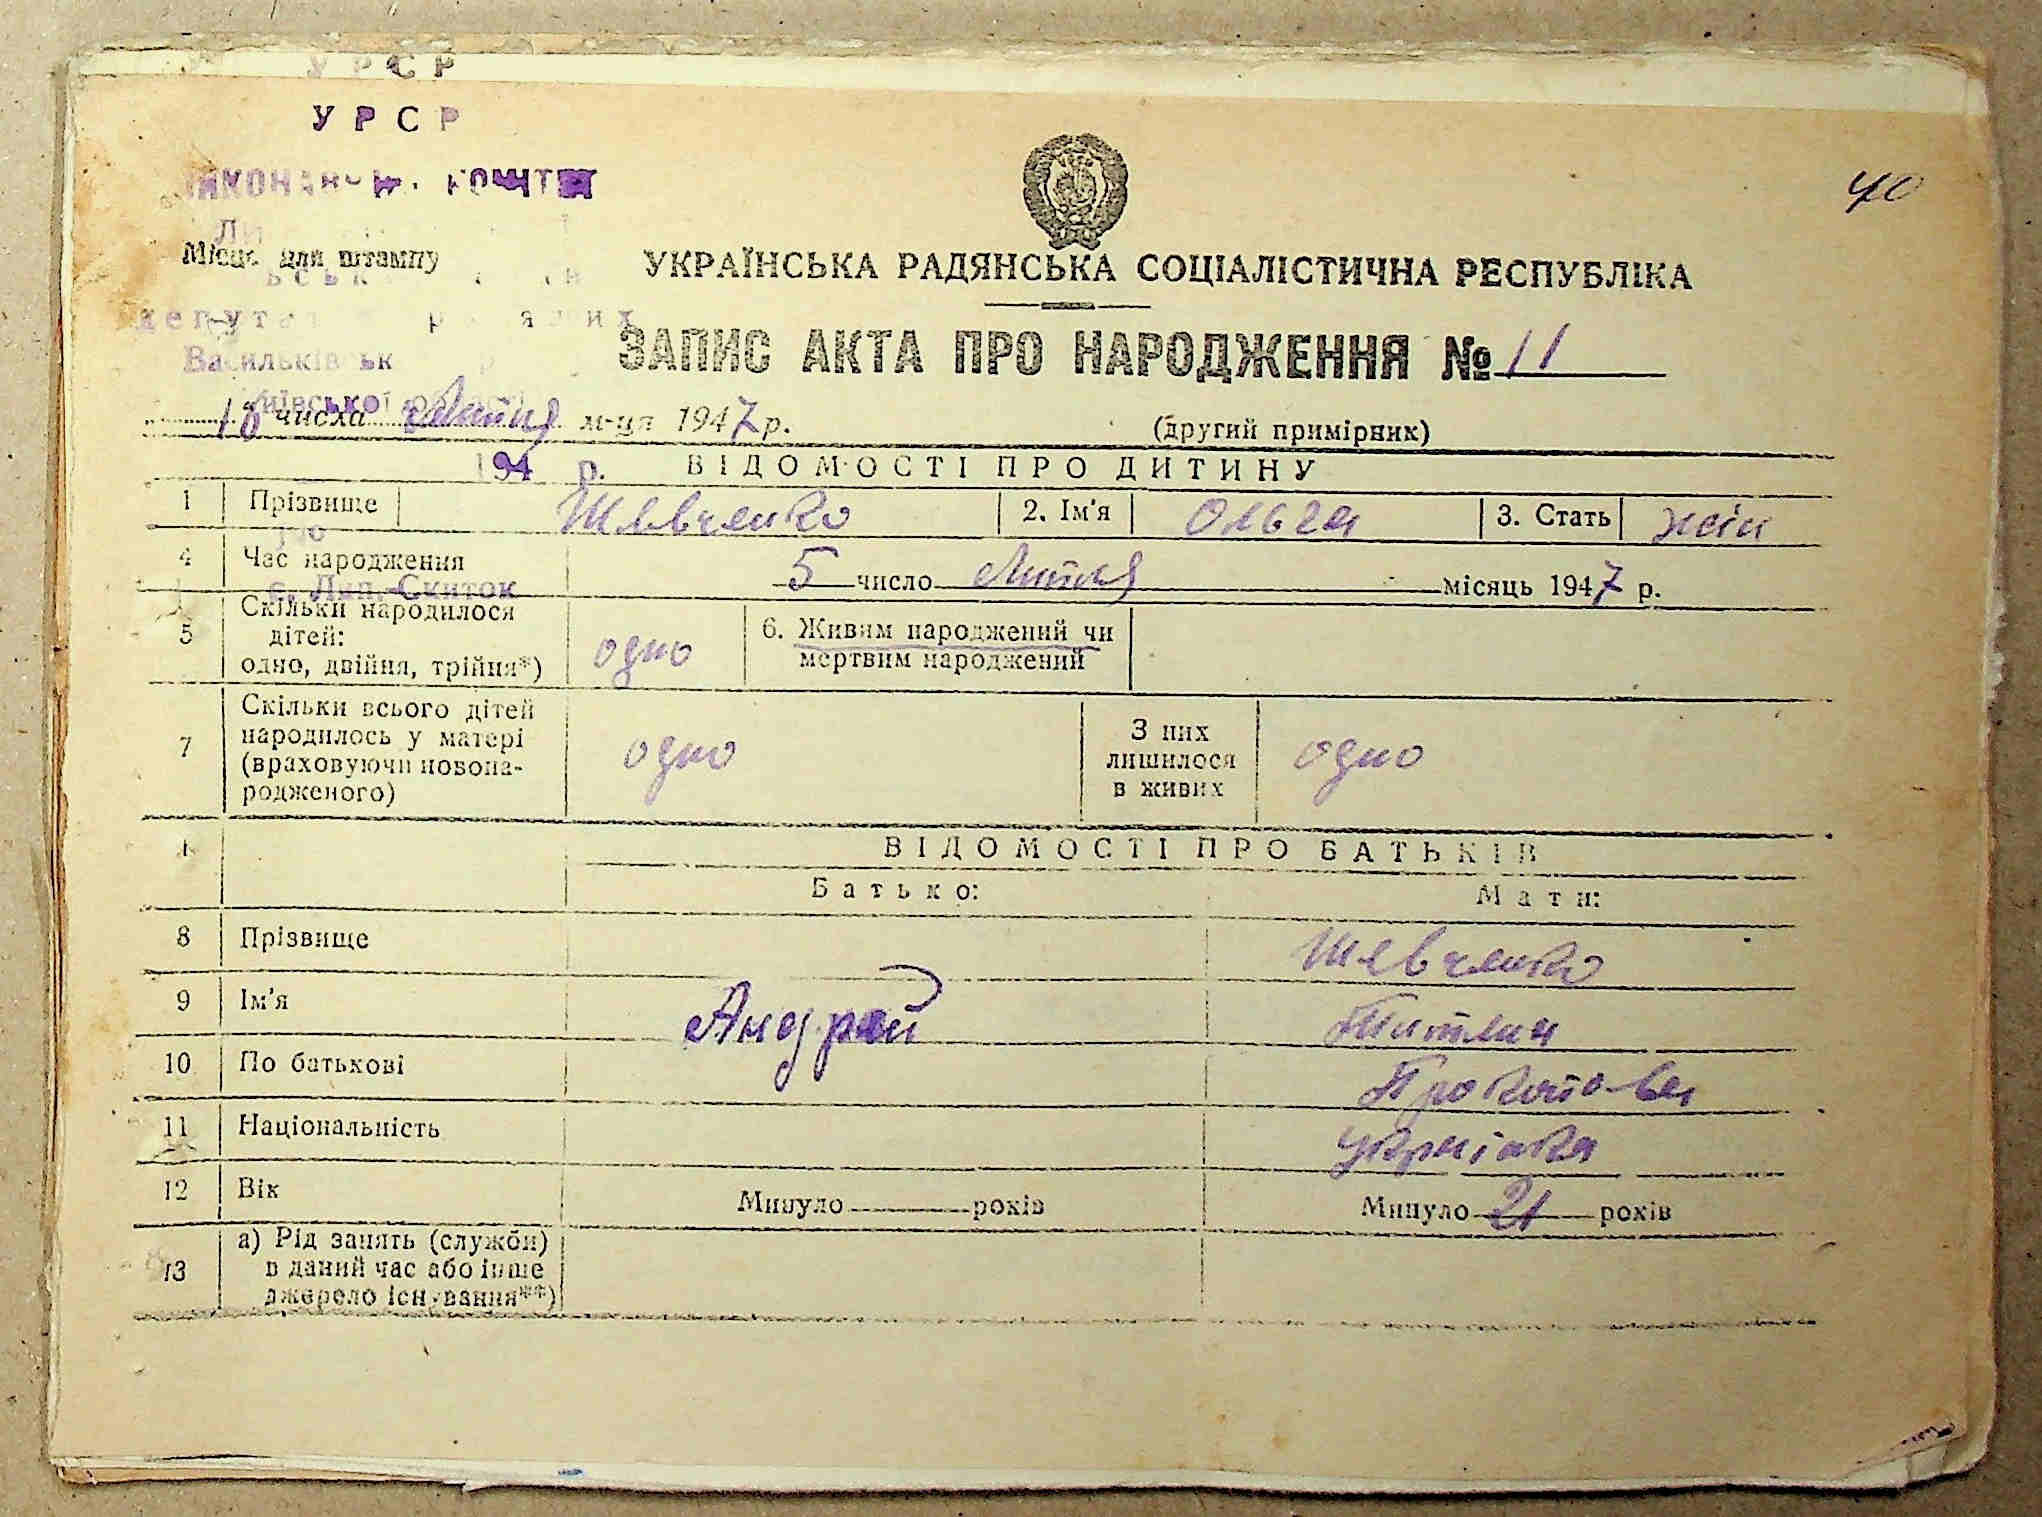 УРСР
УРСР
40
Місце для штампу
УКРАЇНСЬКА РАДЯНСЬКА СОЦІАЛІСТИЧНА РЕСПУБЛІКА
ЗАПИС АКТА ПРО НАРОДЖЕННЯ № 11
Васильківськ
числа м-ця 1947 р.
(другий примірник)
194 р. ВІДОМОСТІ ПРО ДИТИНУ
1 Прізвище Шевченко 2. Ім'я Ольга 3. Стать жін
4 Час народження 5 число місяць 1947 р.
с. Лип.-Скиток
5 Скільки народилося
дітей:
одно, двійня, трійня*) одно
6. Живим народжений чи
мертвим народжений
7 Скільки всього дітей
народилось у матері
(враховуючи новона-
родженого) одно
З них
лишилося
в живих одно
ВІДОМОСТІ ПРО БАТЬКІВ
Батько: Мати:
8 Прізвище Шевченко
9 Ім'я Андрей
10 По батькові
11 Національність українка
12 Вік Минуло років Минуло 21 років
13 а) Рід занять (служби)
в даний час або інше
джерело існування**)